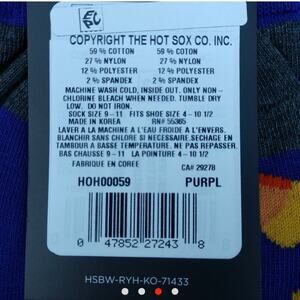 COPYRIGHT THE HOT SOX CO. INC.
59 % COTTON 59 % COTON
27 % NYLON 27 % NYLON
12 % POLYESTER 12 % POLYESTER
2 % SPANDEX 2 % SPANDEX
MACHINE WASH COLD, INSIDE OUT. ONLY NON-
CHLORINE BLEACH WHEN NEEDED. TUMBLE DRY
LOW. DO NOT IRON.
SOCK SIZE 9 - 11 FITS SHOE SIZE 4 - 10 1/2
MADE IN KOREA RN# 55365
LAVER A LA MACHINE A L'EAU FROIDE A L'ENVERS.
BLANCHIR SANS CHLORE SI NECESSAIRE.SECHAGE EN
TAMBOUR A BASSE TEMPERATURE. NE PAS REPASSER.
BAS CHAUSSE 9 - 11 LA POINTURE 4 - 10 1/2
FABRIQUE EN COREE CA# 29278
HOH00059 PURPL
0 47852 27243 8
HSBW-RYH-KO-71433